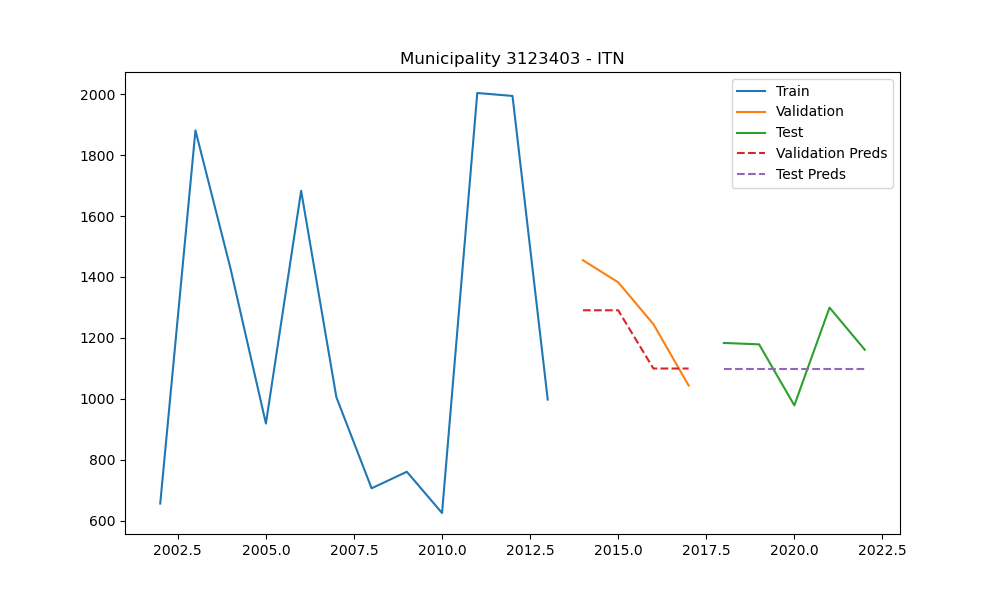 Municipality 3123403 - ITN
2000
1800
1600
1400
1200
1000
800
600
Train
Validation
Test
Validation Preds
Test Preds
2002.5 2005.0 2007.5 2010.0 2012.5 2015.0 2017.5 2020.0 2022.5